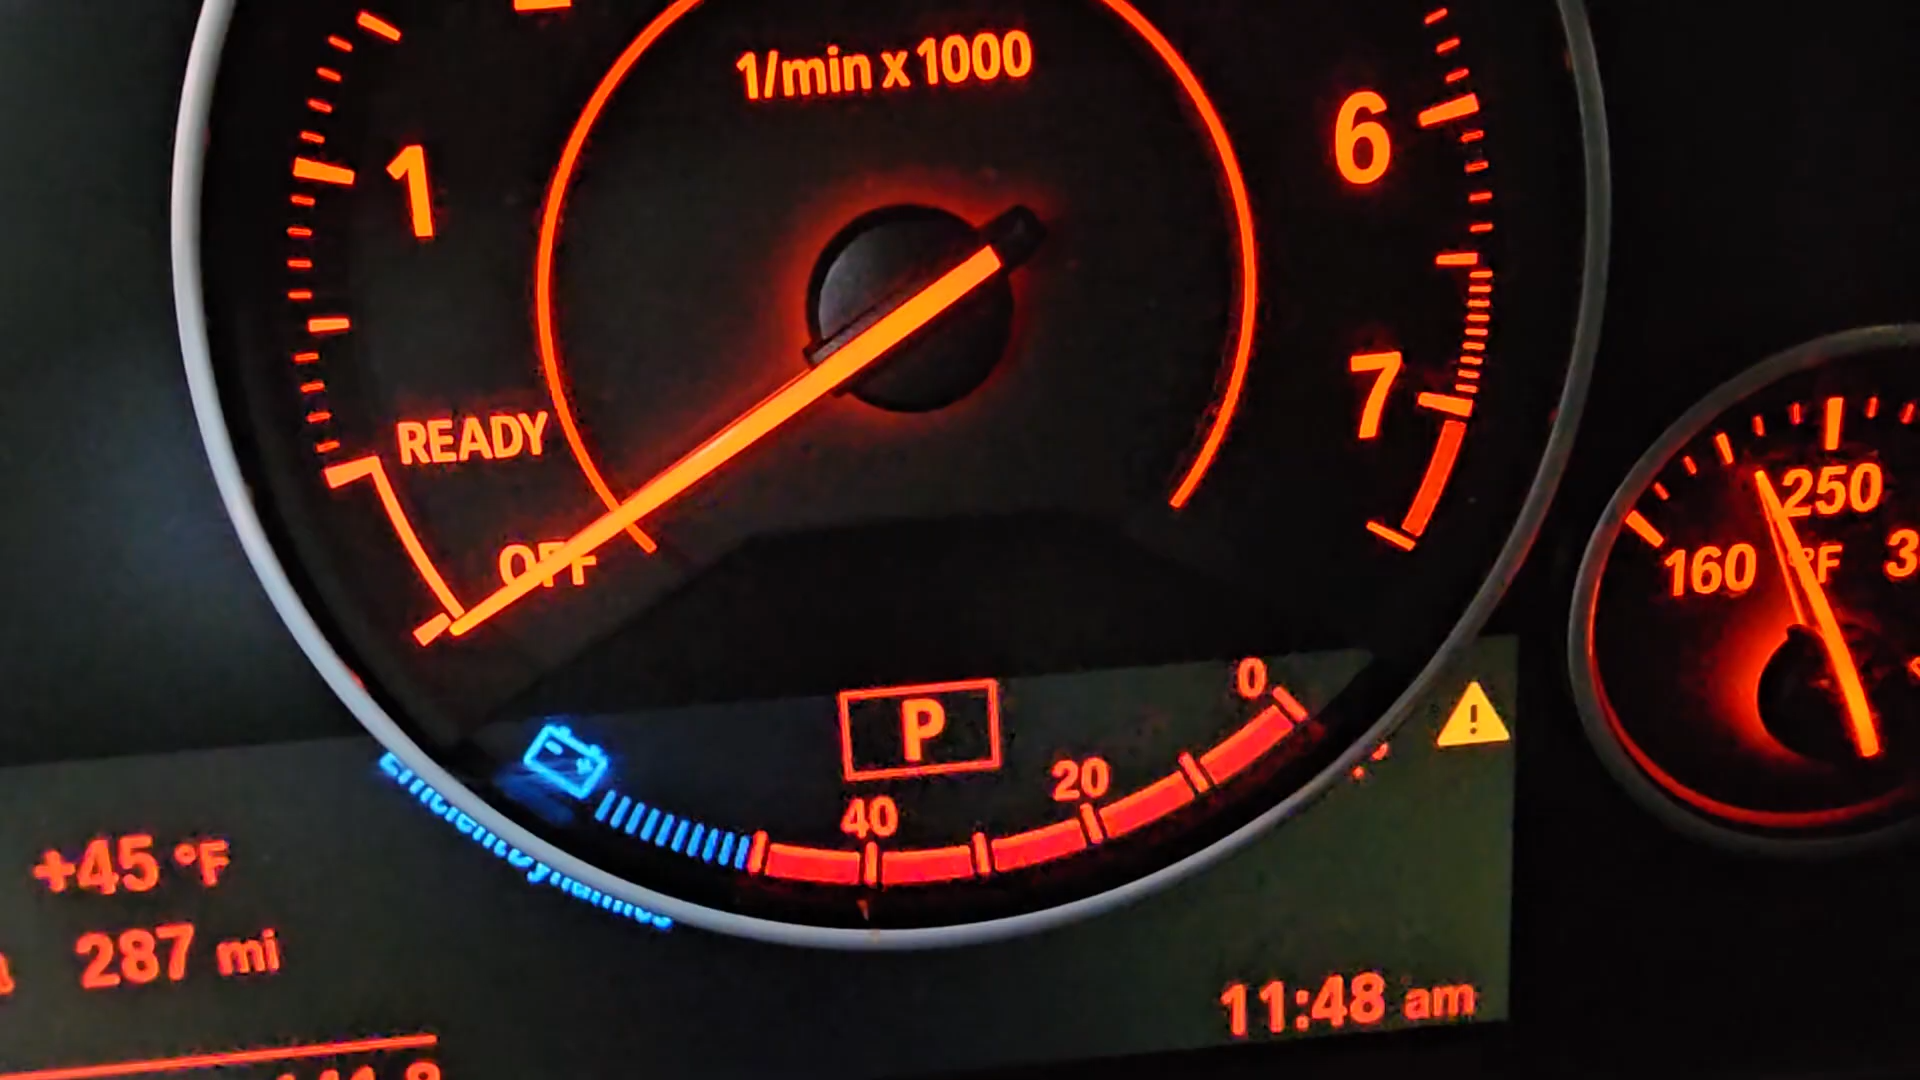 1/min x 1000
1
6
READY
7
OFF
250
160
°F
P
0
20
40
EfficientDynamics
+45 °F
287 mi
11:48 am